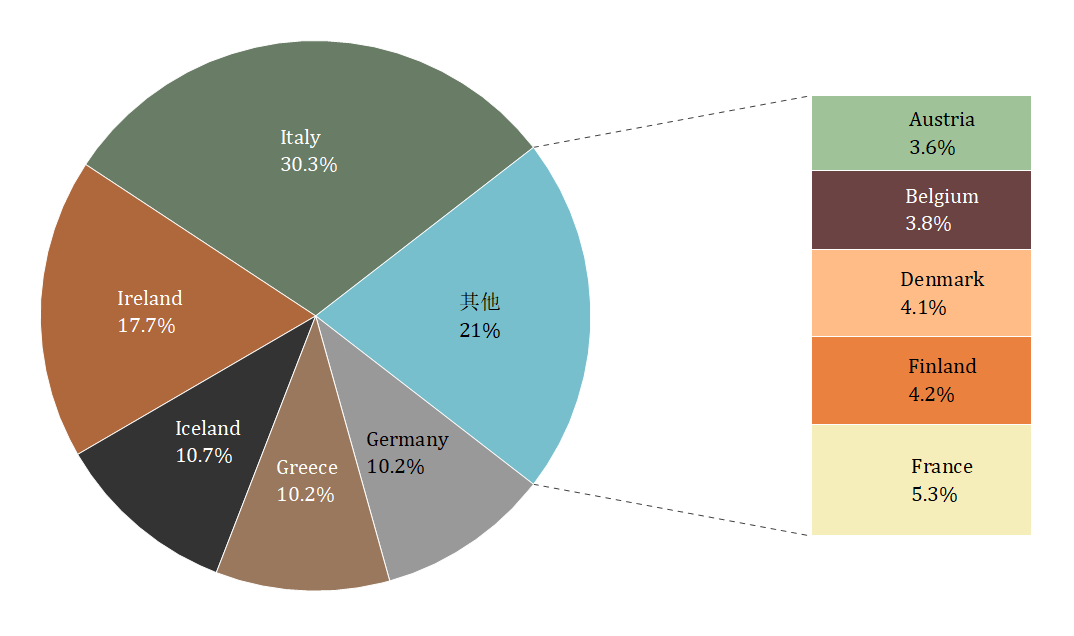 Italy
30.3%
Ireland
17.7%
Iceland
10.7%
Greece
10.2%
Germany
10.2%
其他
21%
Austria
3.6%
Belgium
3.8%
Denmark
4.1%
Finland
4.2%
France
5.3%